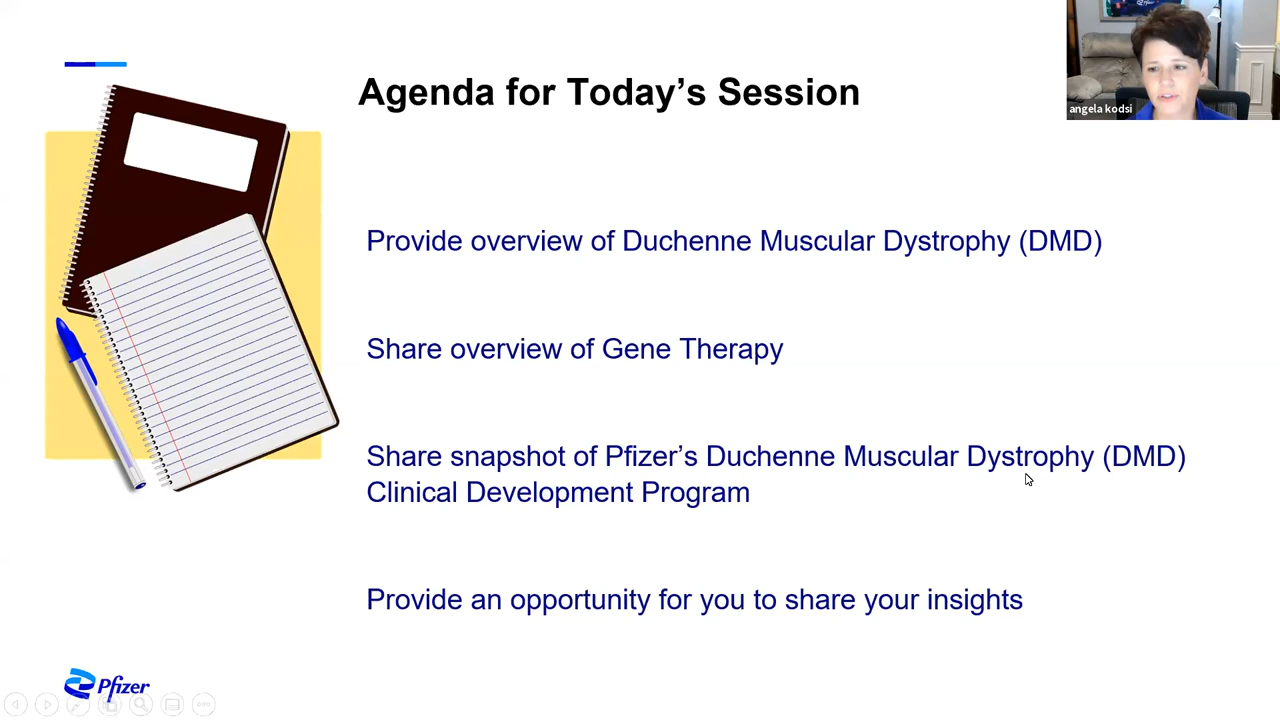 Agenda for Today’s Session
angela kodsi
Provide overview of Duchenne Muscular Dystrophy (DMD)
Share overview of Gene Therapy
Share snapshot of Pfizer’s Duchenne Muscular Dystrophy (DMD)
Clinical Development Program
Provide an opportunity for you to share your insights
Pfizer